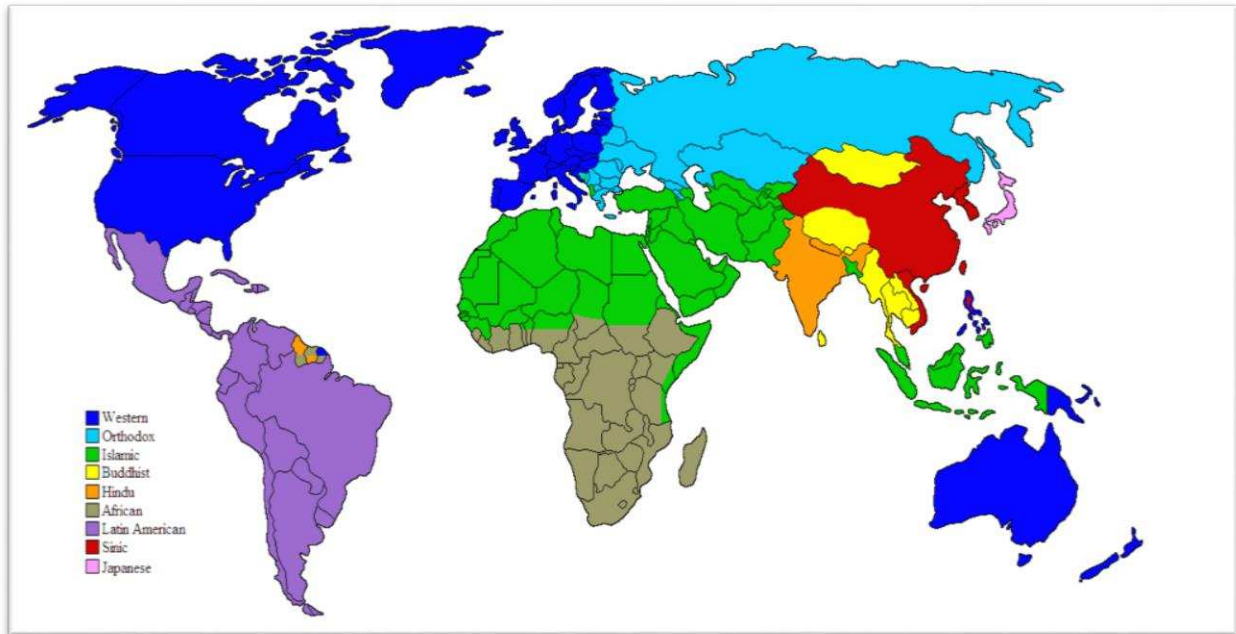 Western
Orthodox
Islamic
Buddhist
Hindu
African
Latin American
Sinic
Japanese